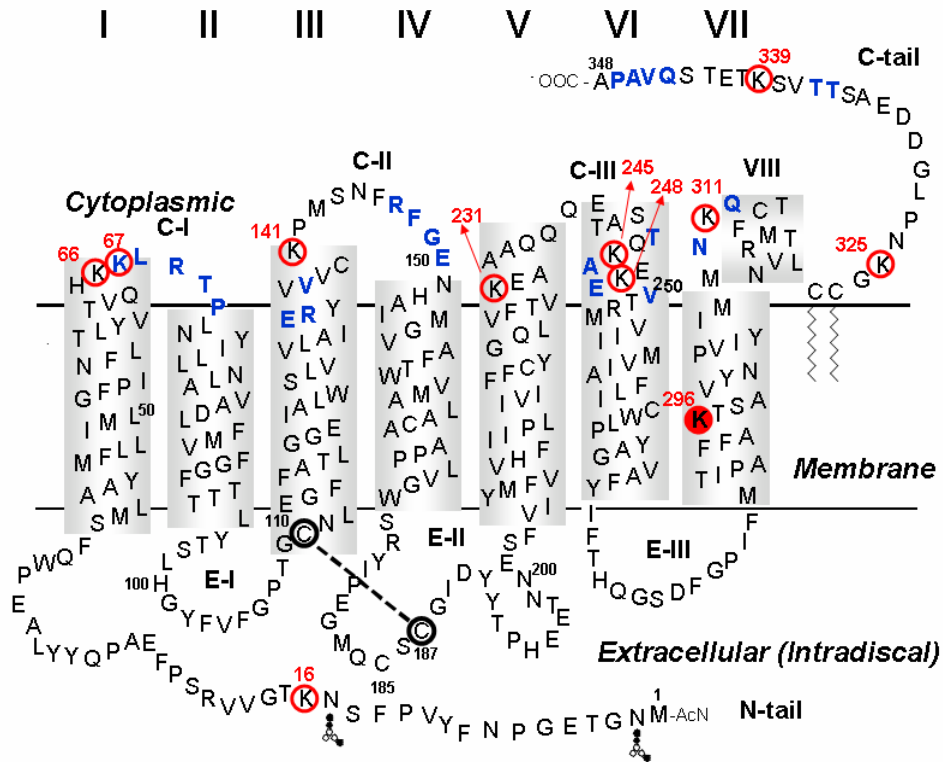 I II III IV V VI VII
348 339 C-tail
OOC - A P A V Q S T E T K S V T T S A E D D G L P N K G C C
325
Cytoplasmic
C-I
C-II
C-III
VIII
245
248
311
231
141
66
67
H K K L R T P
K P M S N F R F G E
150
Q E T A S T
K Q
A K E
E R T V
250
K Q C T
N F M T
M R N V L
A A Q Q
K E A
V V C
V
E R Y
T V Q
T L Y V
N F L
G F P I
I M L
50
I L L
F M L L
A A Y L
S M L
N L
L I Y
L L N
A
L D A V
F M V F
F G G F
T T T
L
V L A I
S L V
I A L W
G G E
F A T L
E G F
N L
A H N
V G M
W T F A
A M V
A C A L
P P A
W G V L
V F T V
G Q L
F F C Y
I V I
I I P L
V H F
Y M F V
M I V
I I V M
A L F
P L W C
G A Y
Y F A V
I M
P V I Y
Y V N
296
K T S A
F F A A
T P I
M
Membrane
110
C
G
T
P
G
F
V
F
Y
G
H
100
L
S
T
Y
E-I
E-II
E-III
R
S
Y
I
P
E
G
M
Q
C
S
C
187
G
I
D
Y
Y
T
P
H
E
E
T
N
N
200
E
S
F
V
I
F
T
H
Q
G
S
D
F
G
P
I
F
Extracellular (Intradiscal)
F Q W P E A L Y Y Q P A E F P S R V V G T K N S F P V Y F N P G E T G N M -AcN
16
185
1
N-tail